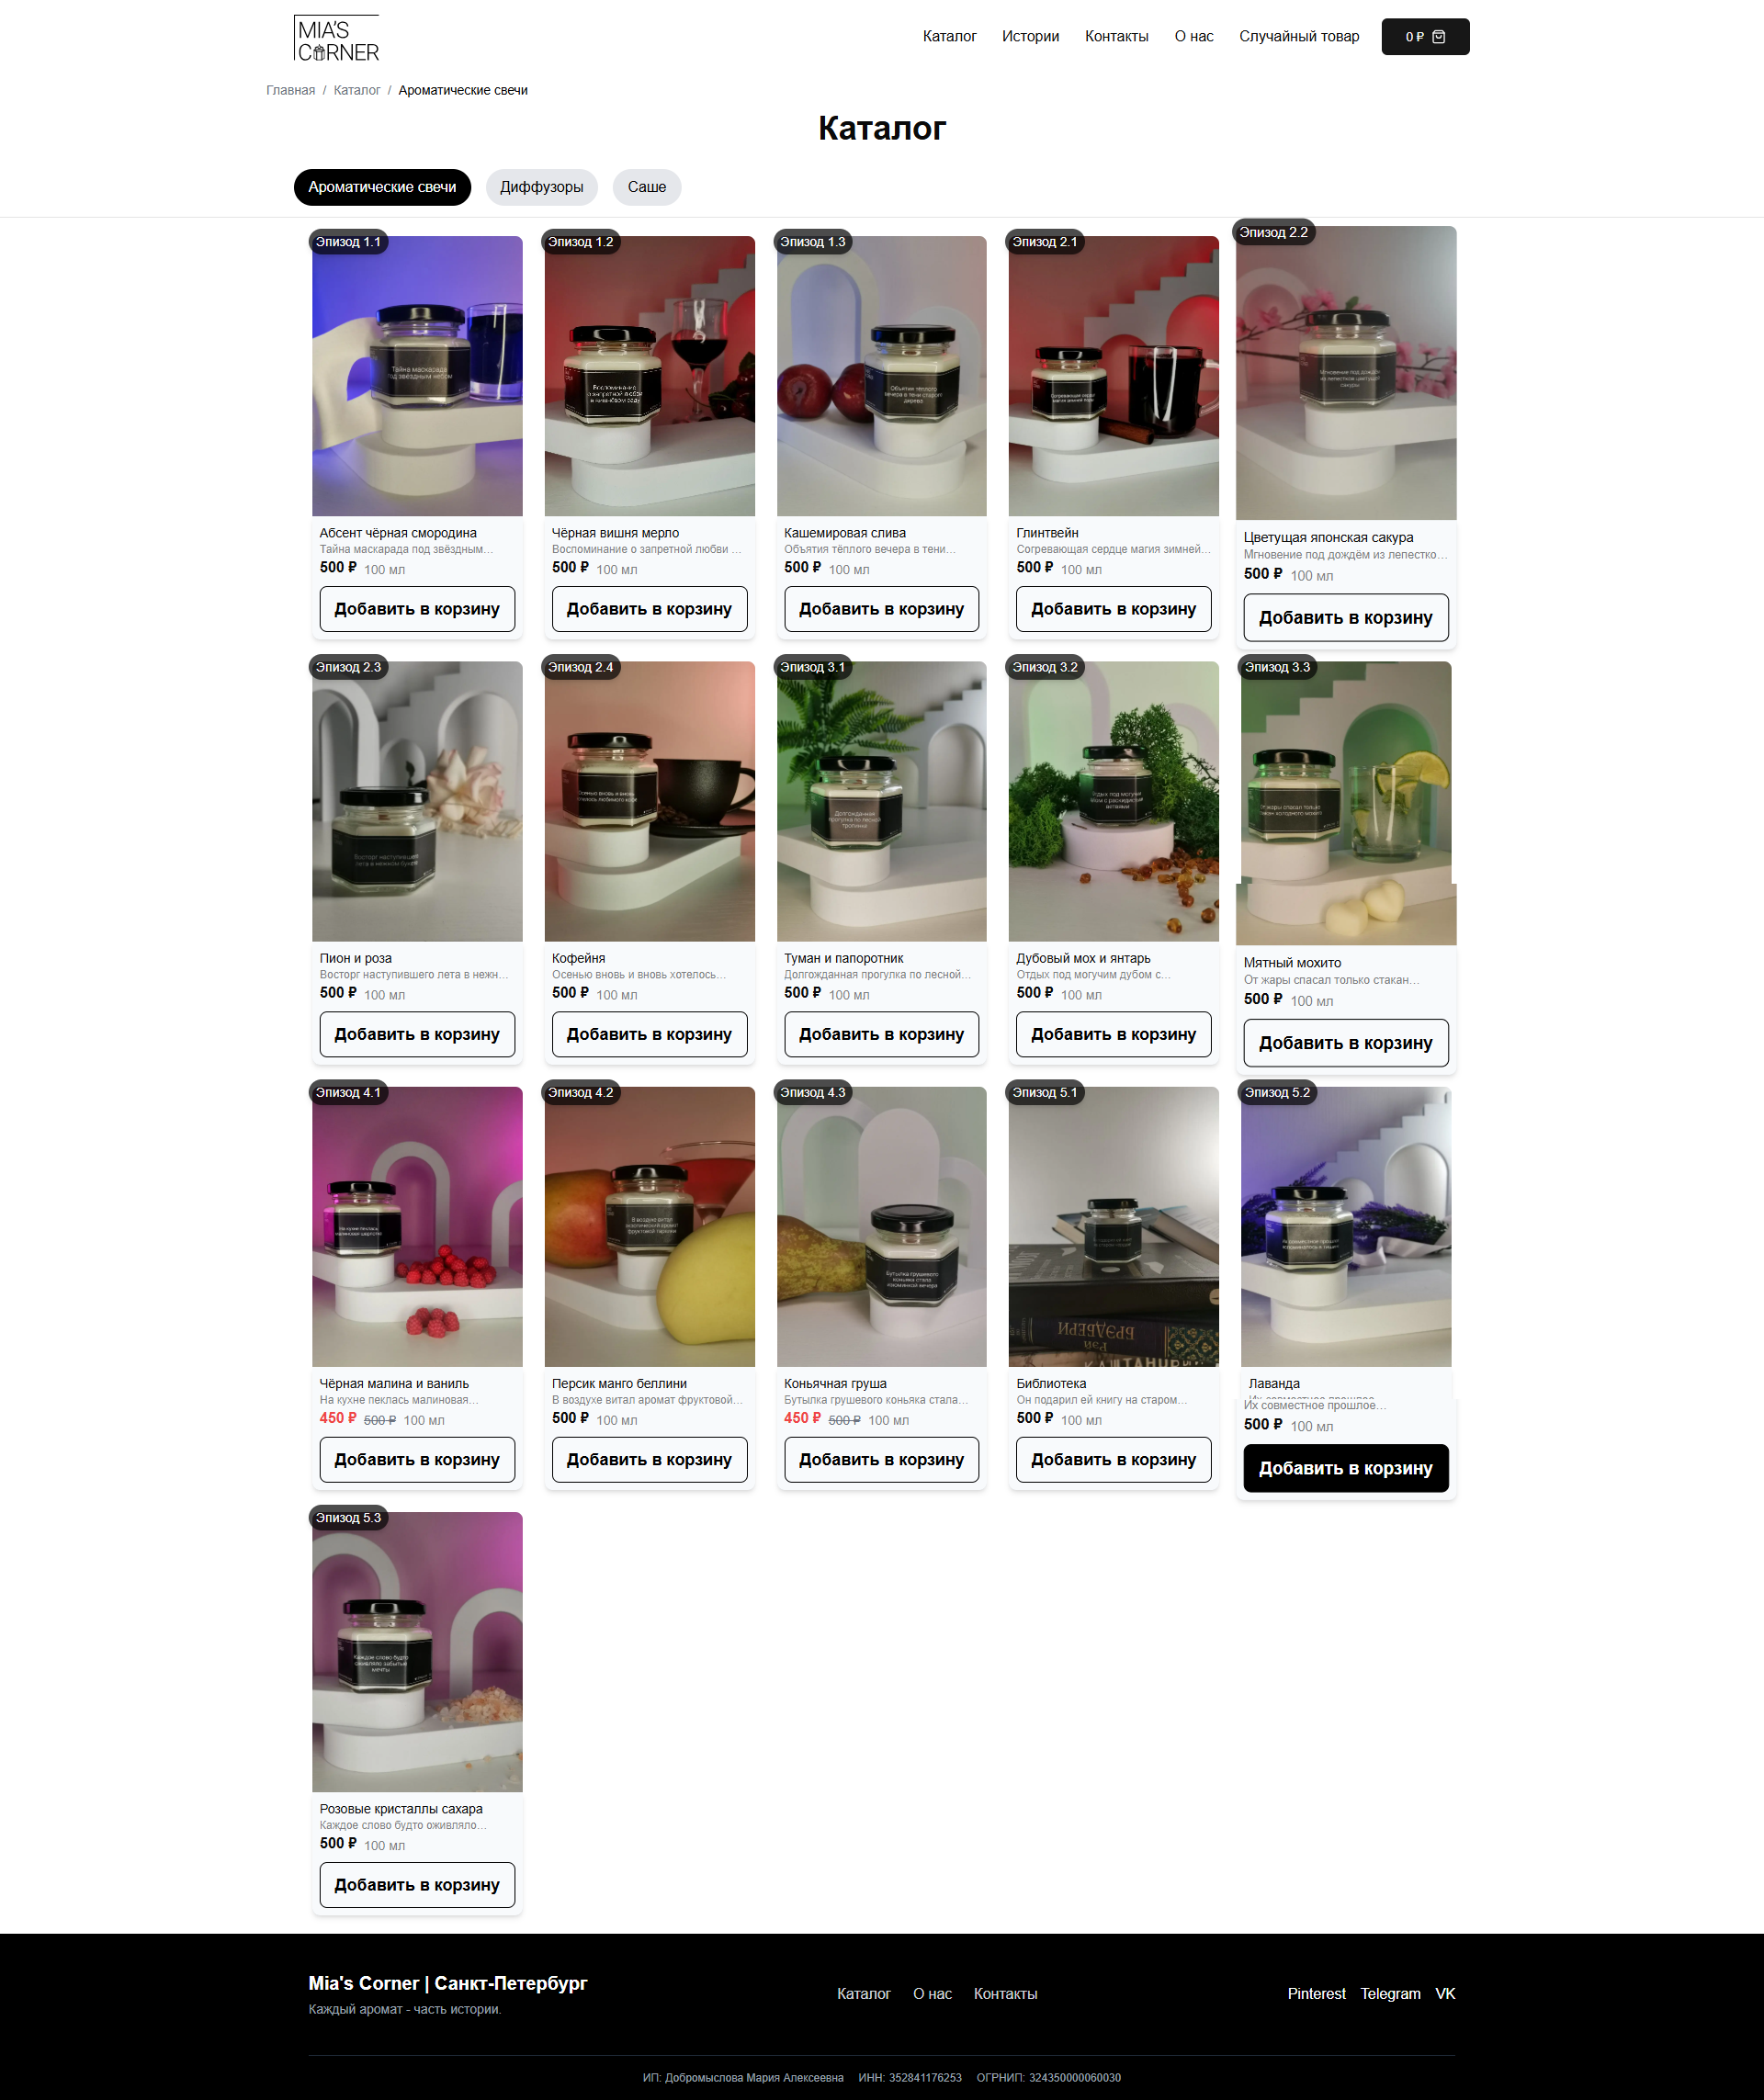 MIA'S
CORNER
Каталог Истории Контакты О нас Случайный товар 0 ₽
Главная / Каталог / Ароматические свечи
Каталог
Ароматические свечи Диффузоры Саше
Эпизод 1.1 Эпизод 1.2 Эпизод 1.3 Эпизод 2.1 Эпизод 2.2
Абсент чёрная смородина Чёрная вишня мерло Кашемировая слива Глинтвейн Цветущая японская сакура
Тайна маскарада под звёздным... Воспоминание о запретной любви ... Объятия тёплого вечера в тени... Согревающая сердце магия зимней... Мгновение под дождём из лепестко...
500 ₽ 100 мл 500 ₽ 100 мл 500 ₽ 100 мл 500 ₽ 100 мл 500 ₽ 100 мл
Добавить в корзину Добавить в корзину Добавить в корзину Добавить в корзину Добавить в корзину
Эпизод 2.3 Эпизод 2.4 Эпизод 3.1 Эпизод 3.2 Эпизод 3.3
Пион и роза Кофейня Туман и папоротник Дубовый мох и янтарь Мятный мохито
Восторг наступившего лета в нежн... Осенью вновь и вновь хотелось... Долгожданная прогулка по лесной... Отдых под могучим дубом с... От жары спасал только стакан...
500 ₽ 100 мл 500 ₽ 100 мл 500 ₽ 100 мл 500 ₽ 100 мл 500 ₽ 100 мл
Добавить в корзину Добавить в корзину Добавить в корзину Добавить в корзину Добавить в корзину
Эпизод 4.1 Эпизод 4.2 Эпизод 4.3 Эпизод 5.1 Эпизод 5.2
БРЭДБЕРИ
РЭЙ
Чёрная малина и ваниль Персик манго беллини Коньячная груша Библиотека Лаванда
На кухне пеклась малиновая... В воздухе витал аромат фруктовой... Бутылка грушевого коньяка стала... Он подарил ей книгу на старом... Их совместное прошлое...
450 ₽ 500 ₽ 100 мл 500 ₽ 100 мл 450 ₽ 500 ₽ 100 мл 500 ₽ 100 мл 500 ₽ 100 мл
Добавить в корзину Добавить в корзину Добавить в корзину Добавить в корзину Добавить в корзину
Эпизод 5.3
Розовые кристаллы сахара
Каждое слово будто оживляло...
500 ₽ 100 мл
Добавить в корзину
Mia's Corner | Санкт-Петербург
Каждый аромат - часть истории.
Каталог О нас Контакты
Pinterest Telegram VK
ИП: Добромыслова Мария Алексеевна ИНН: 352841176253 ОГРНИП: 324350000060030